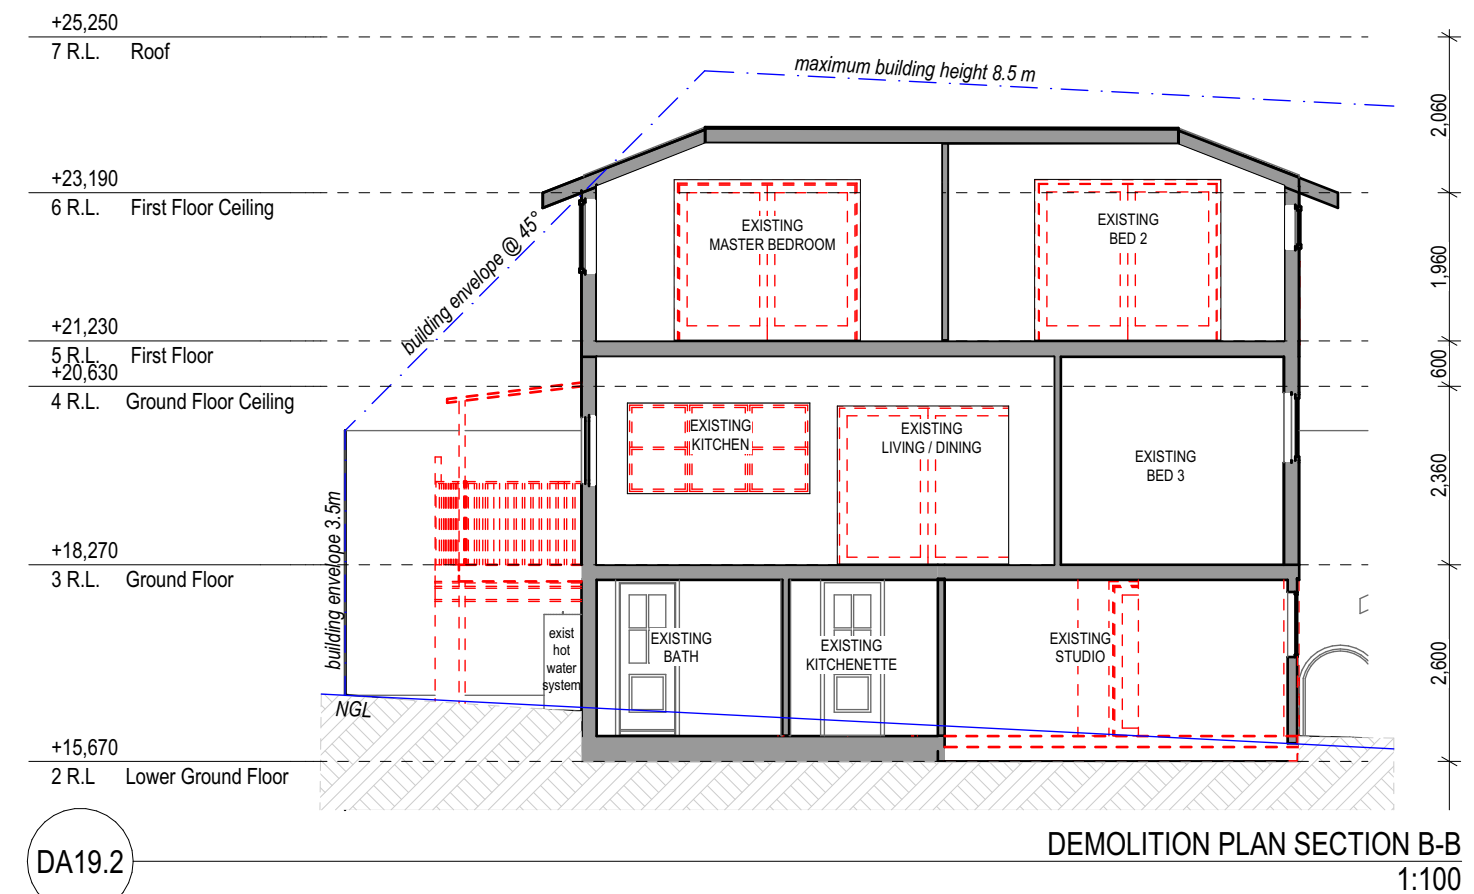 +25,250
7 R.L. Roof
maximum building height 8.5 m
2,060
+23,190
6 R.L. First Floor Ceiling
building envelope @ 45°
EXISTING
MASTER BEDROOM
EXISTING
BED 2
1,960
+21,230
5 R.L. First Floor
+20,630
4 R.L. Ground Floor Ceiling
600
EXISTING
KITCHEN
EXISTING
LIVING / DINING
EXISTING
BED 3
2,360
building envelope 3.5m
+18,270
3 R.L. Ground Floor
exist
hot
water
system
EXISTING
BATH
EXISTING
KITCHENETTE
EXISTING
STUDIO
2,600
NGL
+15,670
2 R.L Lower Ground Floor
DA19.2
DEMOLITION PLAN SECTION B-B
1:100